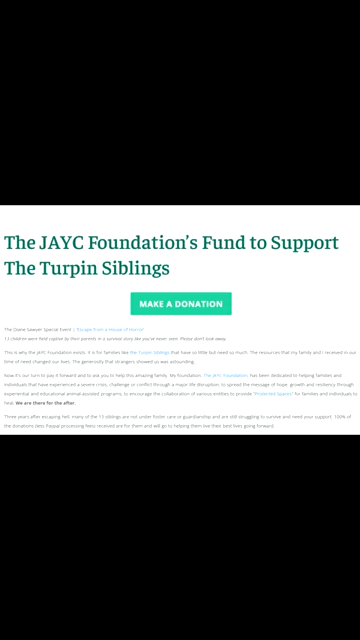 The JAYC Foundation's Fund to Support
The Turpin Siblings
MAKE A DONATION
The Diane Sawyer Special Event | "Escape from a House of Horror"
13 children were held captive by their parents in a survivor story like you've never seen. Please don't look away.
This is why the JAYC Foundation exists. It is for families like the Turpin Siblings that have so little but need so much. The resources that my family and I received in our
time of need changed our lives. The generosity that strangers showed us was astounding.
Now it's our turn to pay it forward and to ask you to help this amazing family. My foundation, The JAYC Foundation, has been dedicated to helping families and
individuals that have experienced a severe crisis, challenge or conflict through a major life disruption; to spread the message of hope, growth and resiliency through
experiential and educational animal-assisted programs; to encourage the collaboration of various entities to provide "Protected Spaces" for families and individuals to
heal. We are there for the after.
Three years after escaping hell, many of the 13 siblings are not under foster care or guardianship and are still struggling to survive and need your support. 100% of
the donations (less Paypal processing fees) received are for them and will go to helping them live their best lives going forward.